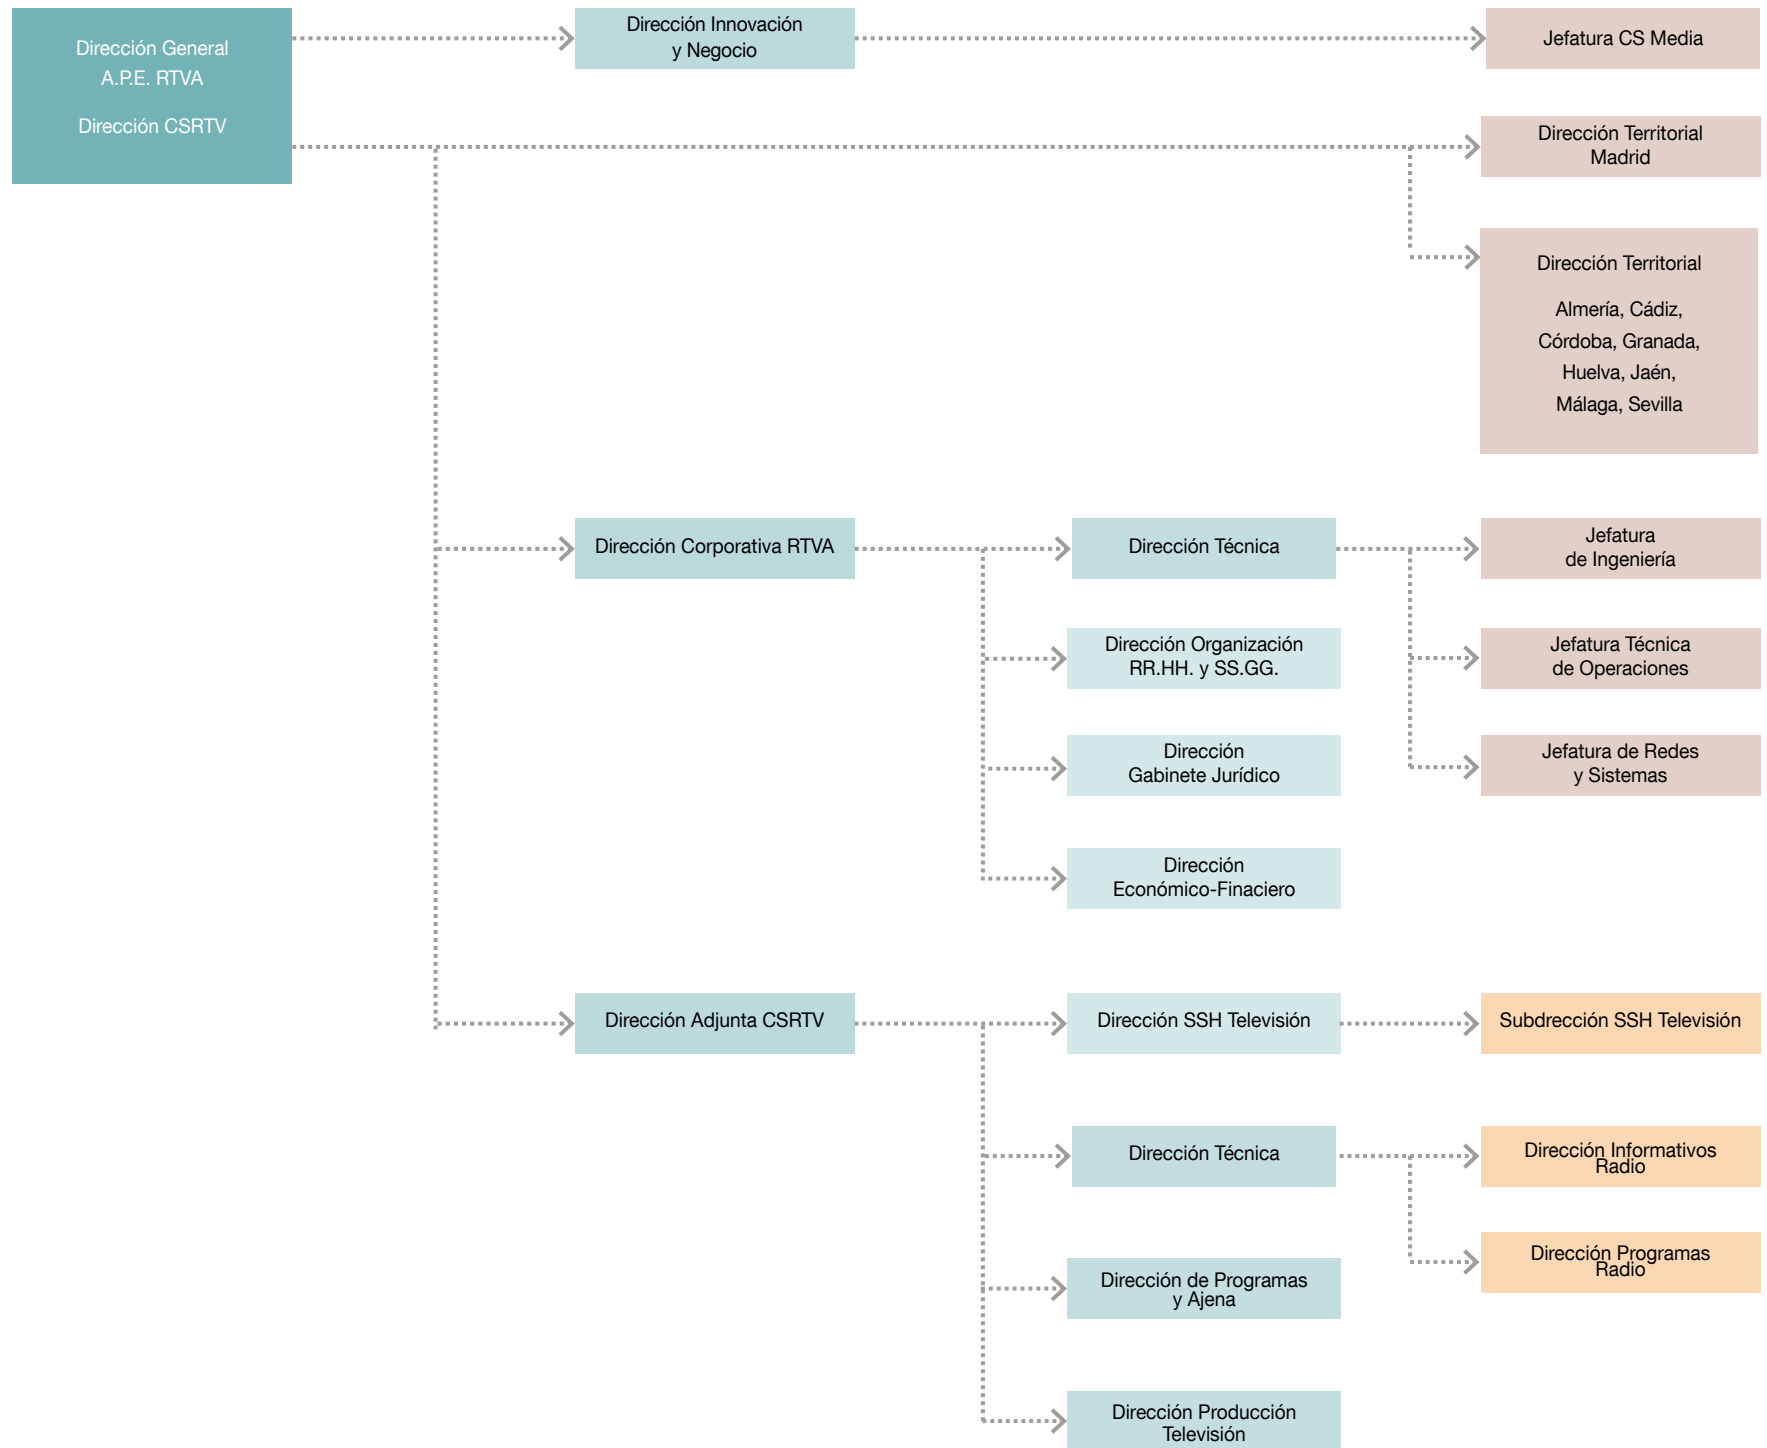 Dirección General
A.P.E. RTVA
Dirección CSRTV
Dirección Innovación
y Negocio
Jefatura CS Media
Dirección Territorial
Madrid
Dirección Territorial
Almería, Cádiz,
Córdoba, Granada,
Huelva, Jaén,
Málaga, Sevilla
Dirección Corporativa RTVA
Dirección Técnica
Jefatura
de Ingeniería
Dirección Organización
RR.HH. y SS.GG.
Jefatura Técnica
de Operaciones
Dirección
Gabinete Jurídico
Jefatura de Redes
y Sistemas
Dirección
Económico-Finaciero
Dirección Adjunta CSRTV
Dirección SSH Televisión
Subdrección SSH Televisión
Dirección Técnica
Dirección Informativos
Radio
Dirección Programas
Radio
Dirección de Programas
y Ajena
Dirección Producción
Televisión